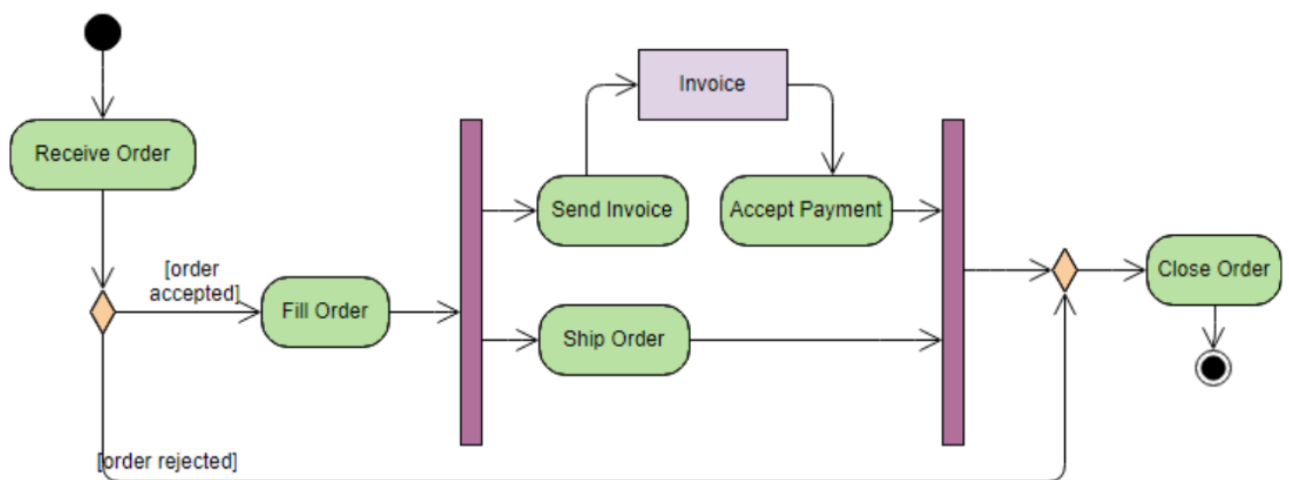 Receive Order
[order
accepted]
Fill Order
Send Invoice
Invoice
Accept Payment
Ship Order
Close Order
[order rejected]